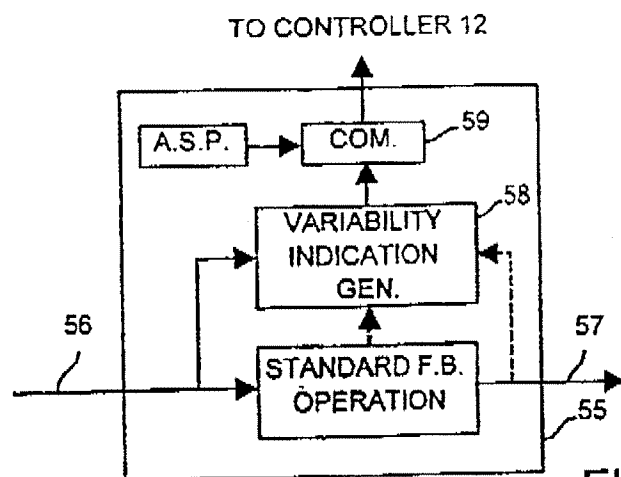 TO CONTROLLER 12
A.S.P.
COM.
59
VARIABILITY
INDICATION
GEN.
58
56
STANDARD F.B.
OPERATION
57
55